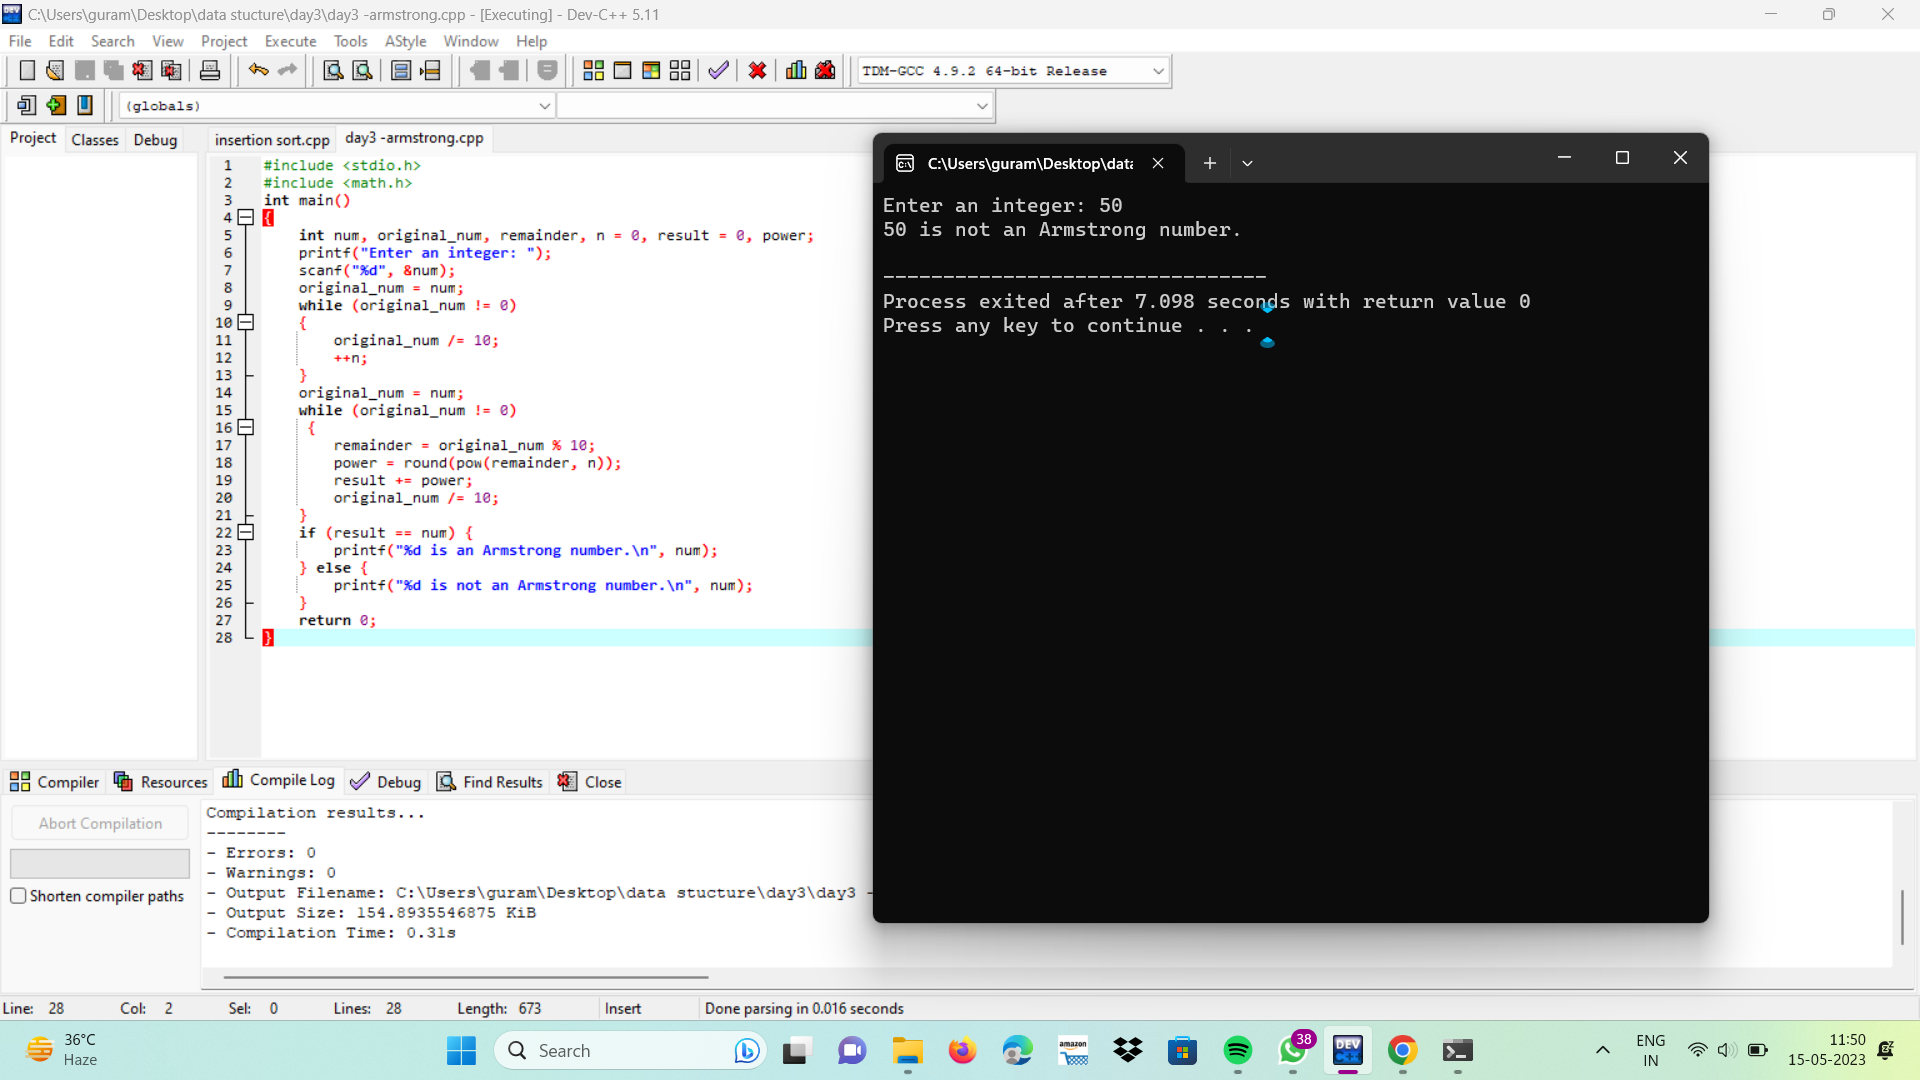 C:\Users\guram\Desktop\data stucture\day3\day3 -armstrong.cpp - [Executing] - Dev-C++ 5.11
File Edit Search View Project Execute Tools AStyle Window Help
TDM-GCC 4.9.2 64-bit Release
(globals)
Project Classes Debug insertion sort.cpp day3 -armstrong.cpp
1 #include <stdio.h>
2 #include <math.h>
3 int main()
4 {
5 int num, original_num, remainder, n = 0, result = 0, power;
6 printf("Enter an integer: ");
7 scanf("%d", &num);
8 original_num = num;
9 while (original_num != 0)
10 {
11 original_num /= 10;
12 ++n;
13 }
14 original_num = num;
15 while (original_num != 0)
16 {
17 remainder = original_num % 10;
18 power = round(pow(remainder, n));
19 result += power;
20 original_num /= 10;
21 }
22 if (result == num) {
23 printf("%d is an Armstrong number.\n", num);
24 } else {
25 printf("%d is not an Armstrong number.\n", num);
26 }
27 return 0;
28 }
C:\Users\guram\Desktop\data
Enter an integer: 50
50 is not an Armstrong number.
--------------------------------
Process exited after 7.098 seconds with return value 0
Press any key to continue . . .
Compiler Resources Compile Log Debug Find Results Close
Abort Compilation
Shorten compiler paths
Compilation results...
--------
- Errors: 0
- Warnings: 0
- Output Filename: C:\Users\guram\Desktop\data stucture\day3\day3 -
- Output Size: 154.8935546875 KiB
- Compilation Time: 0.31s
Line: 28 Col: 2 Sel: 0 Lines: 28 Length: 673 Insert Done parsing in 0.016 seconds
36°C
Haze
Search
amazon
38
DEV
C++
ENG
IN
11:50
15-05-2023